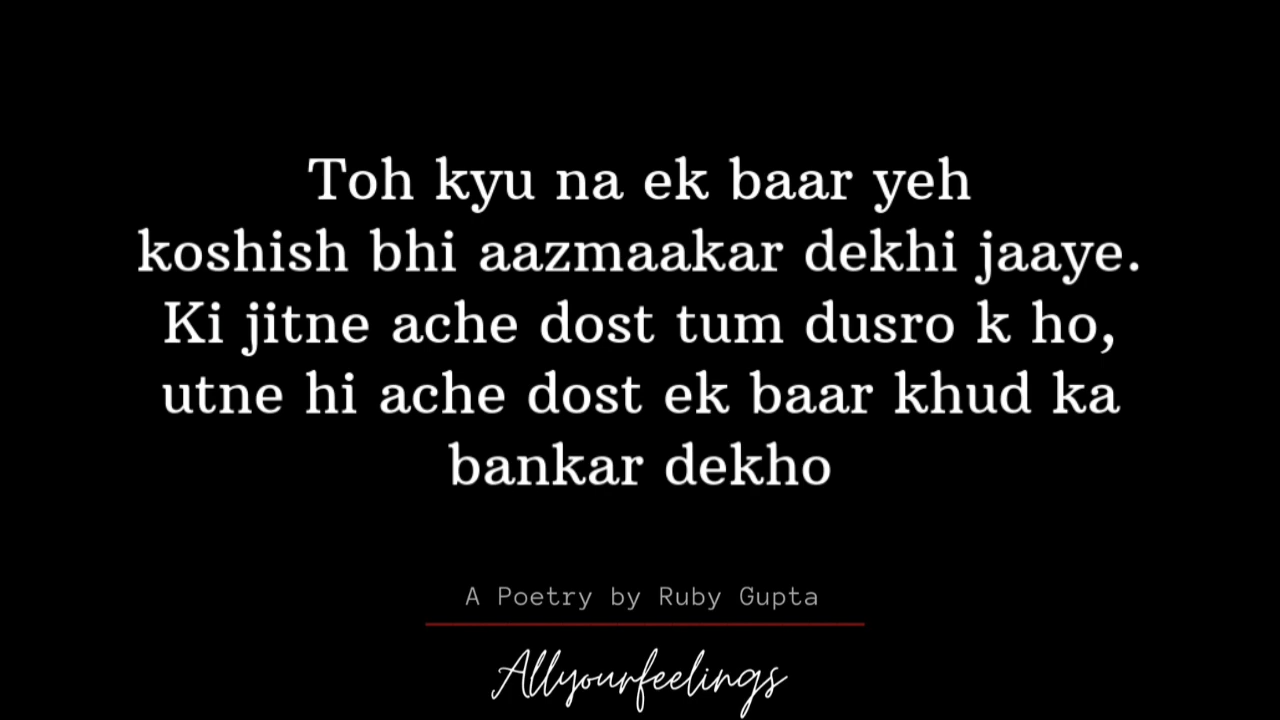 Toh kyu na ek baar yeh
koshish bhi aazmaakar dekhi jaaye.
Ki jitne ache dost tum dusro k ho,
utne hi ache dost ek baar khud ka
bankar dekho
A Poetry by Ruby Gupta
Allyourfeelings